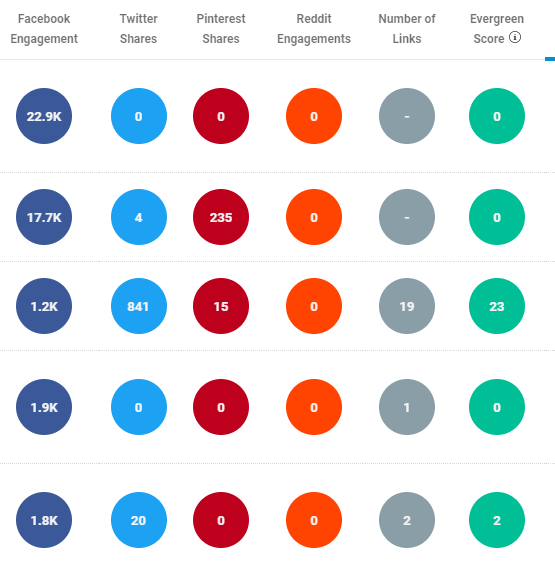 Facebook Engagement Twitter Shares Pinterest Shares Reddit Engagements Number of Links Evergreen Score
22.9K 0 0 0 - 0
17.7K 4 235 0 - 0
1.2K 841 15 0 19 23
1.9K 0 0 0 1 0
1.8K 20 0 0 2 2